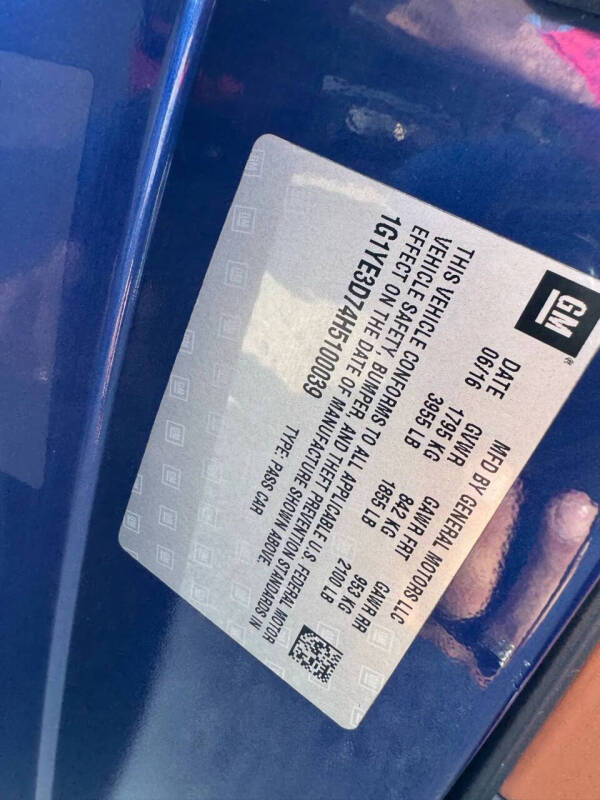 GM®
MFD BY GENERAL MOTORS LLC
DATE GVWR GAWR FRT GAWR RR
06/16 1795 KG 842 KG 953 KG
3955 LB 1855 LB 2100 LB
THIS VEHICLE CONFORMS TO ALL APPLICABLE U.S. FEDERAL MOTOR
VEHICLE SAFETY, BUMPER, AND THEFT PREVENTION STANDARDS IN
EFFECT ON THE DATE OF MANUFACTURE SHOWN ABOVE.
1G1YE3D74H5100039 TYPE: PASS CAR